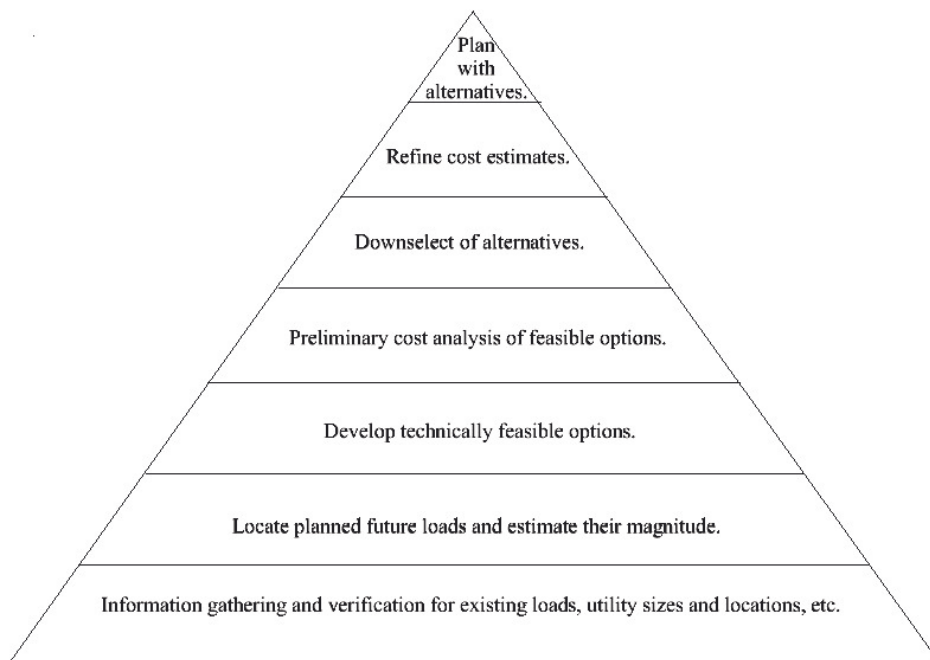 Plan
with
alternatives.
Refine cost estimates.
Downselect of alternatives.
Preliminary cost analysis of feasible options.
Develop technically feasible options.
Locate planned future loads and estimate their magnitude.
Information gathering and verification for existing loads, utility sizes and locations, etc.